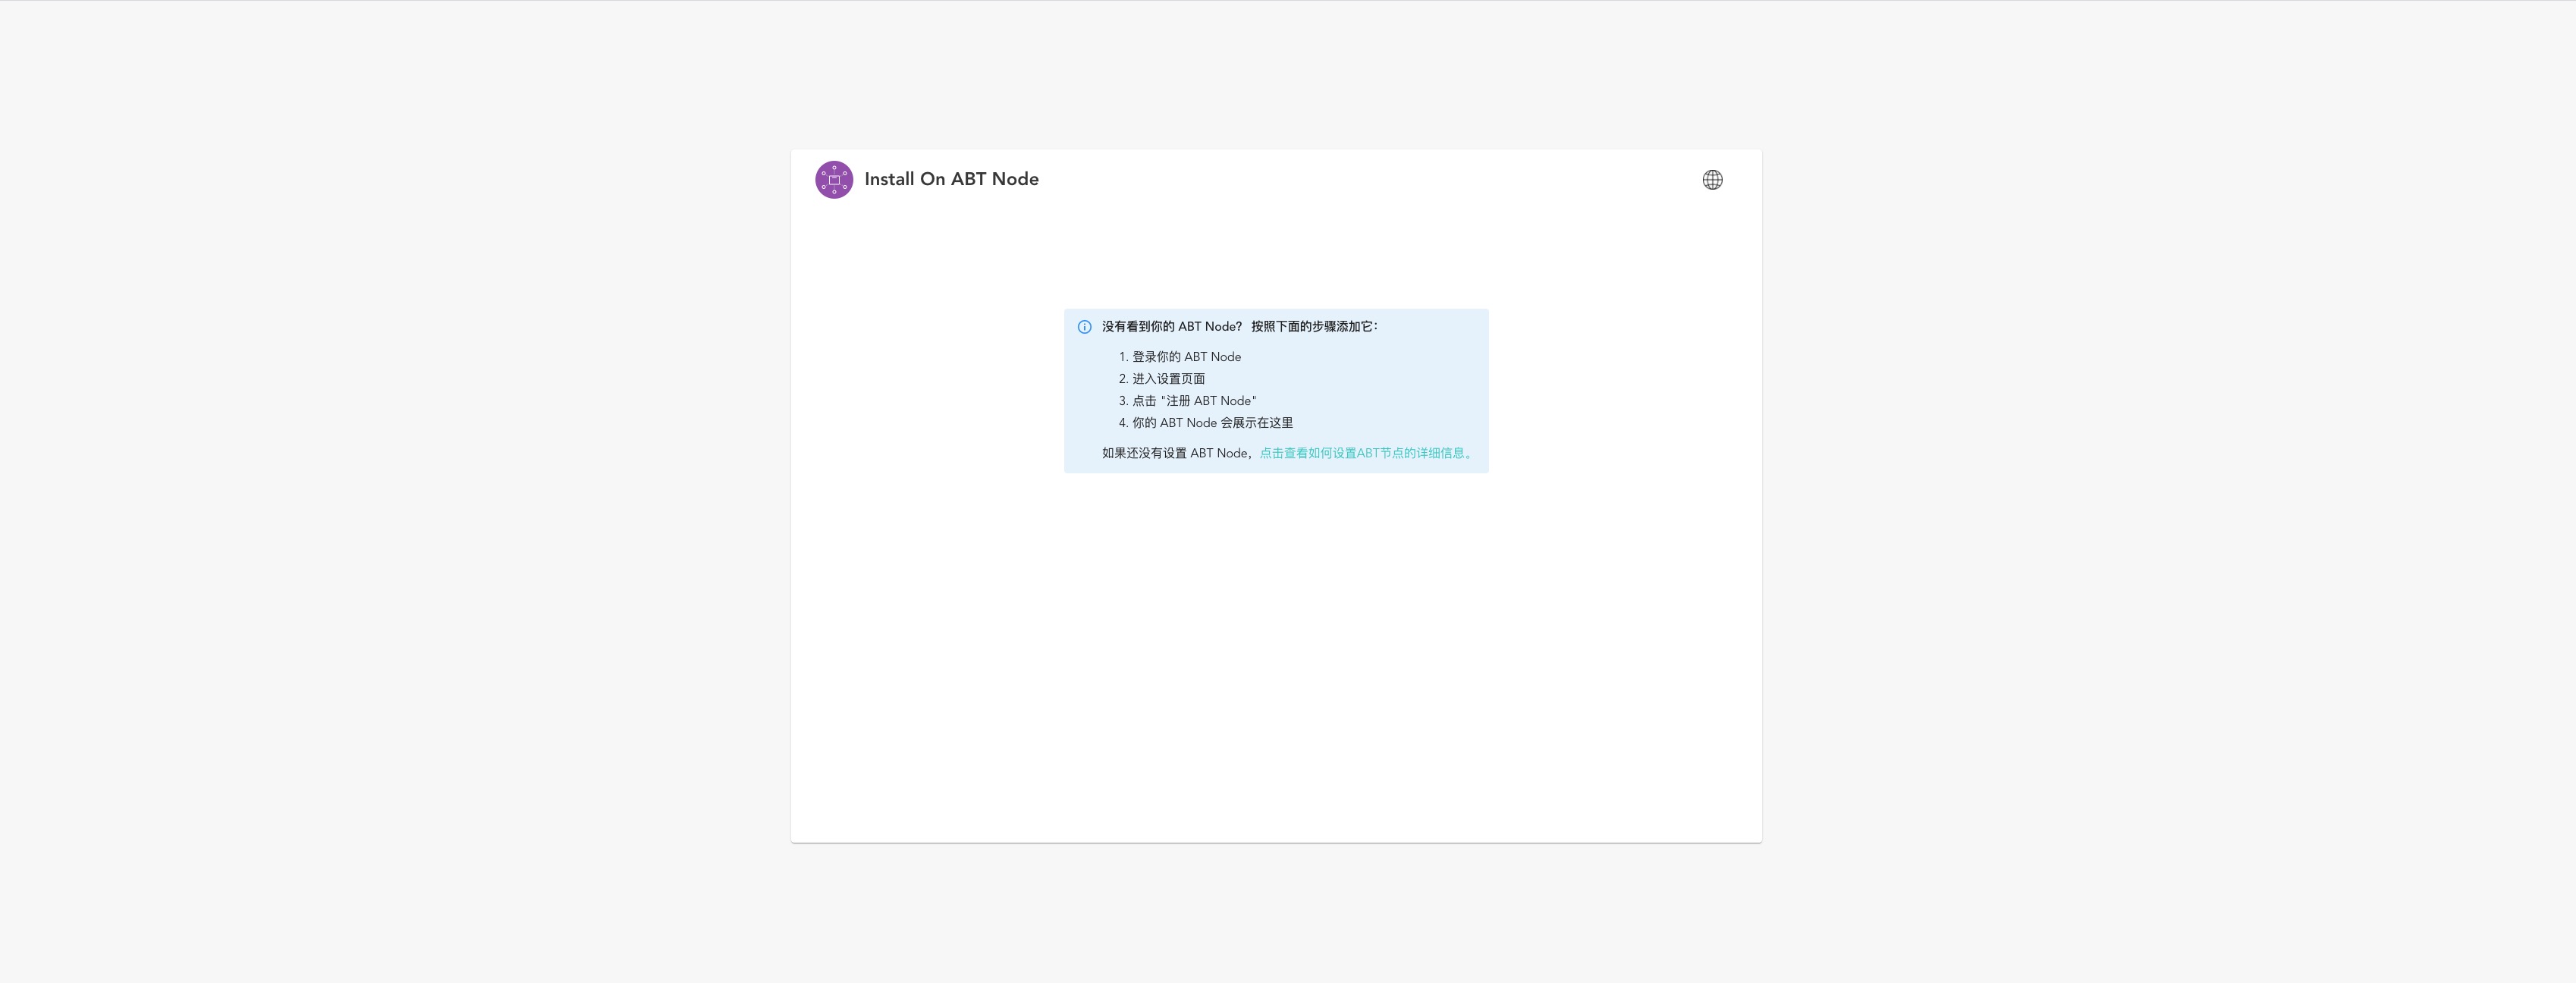 Install On ABT Node
没有看到你的 ABT Node? 按照下面的步骤添加它：
1. 登录你的 ABT Node
2. 进入设置页面
3. 点击 "注册 ABT Node"
4. 你的 ABT Node 会展示在这里
如果还没有设置 ABT Node，点击查看如何设置ABT节点的详细信息。